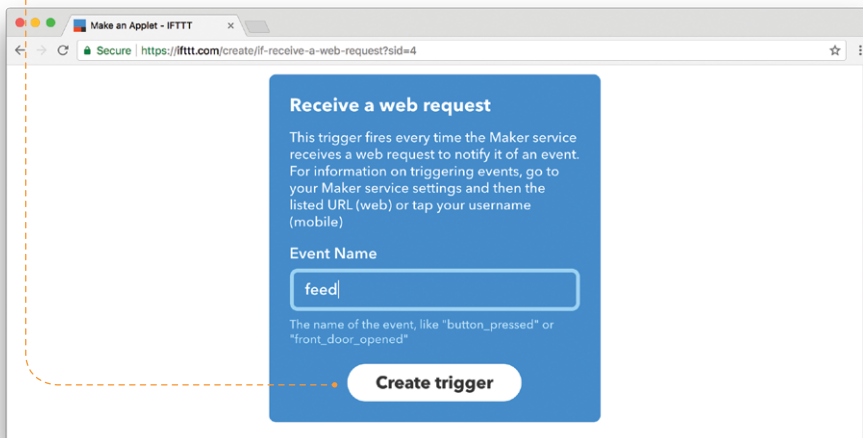 Make an Applet - IFTTT
Secure https://ifttt.com/create/if-receive-a-web-request?sid=4
Receive a web request
This trigger fires every time the Maker service
receives a web request to notify it of an event.
For information on triggering events, go to
your Maker service settings and then the
listed URL (web) or tap your username
(mobile)
Event Name
feed
The name of the event, like "button_pressed" or
"front_door_opened"
Create trigger